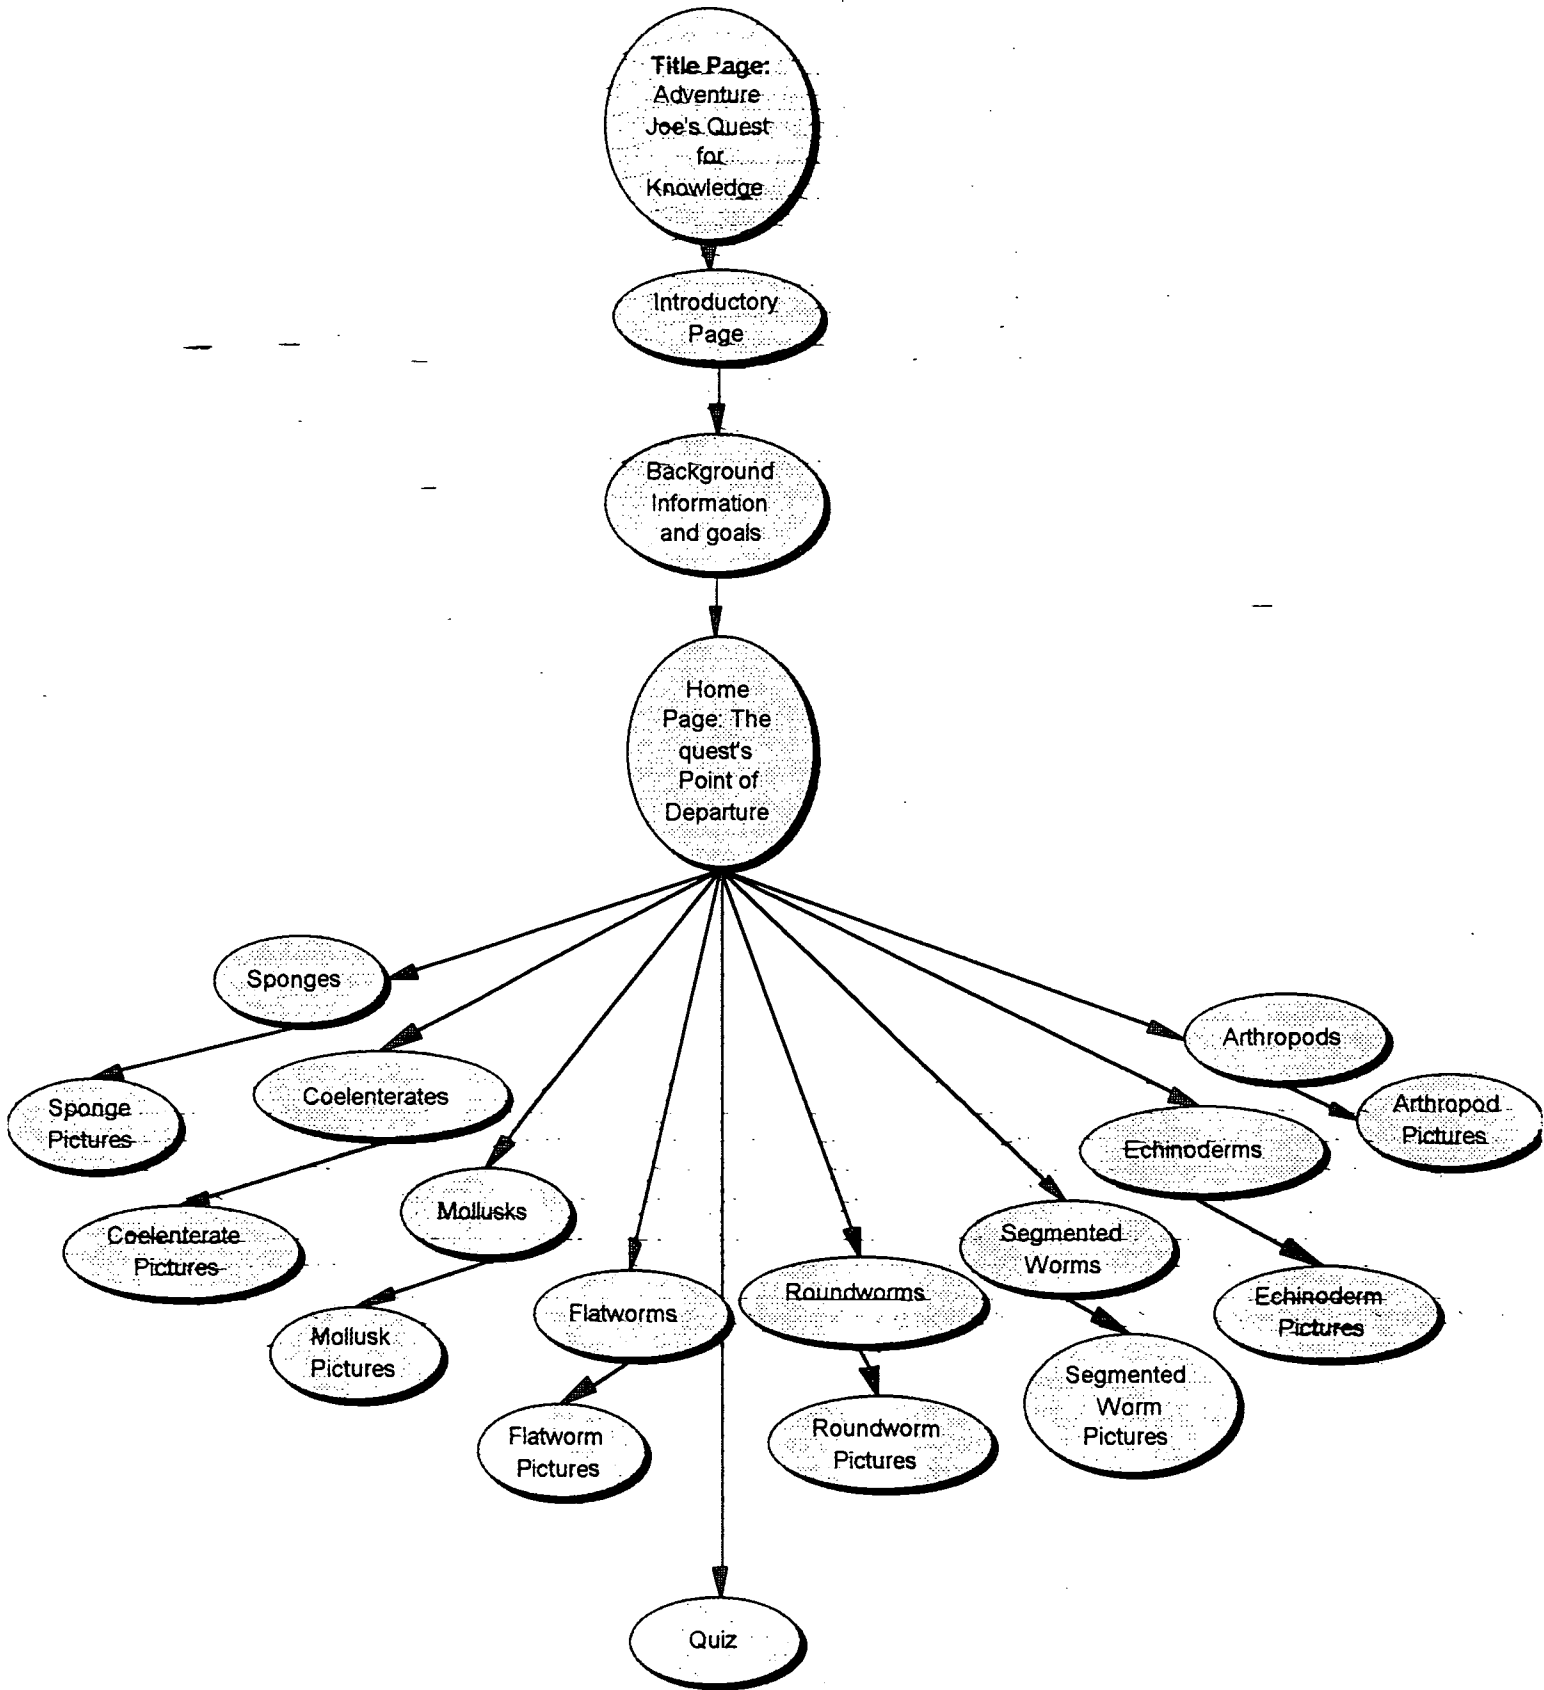 Title Page:
Adventure
Joe's Quest
for
Knowledge
Introductory
Page
Background
Information
and goals
Home
Page: The
quest's
Point of
Departure
Sponges
Sponge
Pictures
Coelenterates
Coelenterate
Pictures
Mollusks
Mollusk
Pictures
Flatworms
Flatworm
Pictures
Roundworms
Roundworm
Pictures
Segmented
Worms
Segmented
Worm
Pictures
Echinoderms
Echinoderm
Pictures
Arthropods
Arthropod
Pictures
Quiz